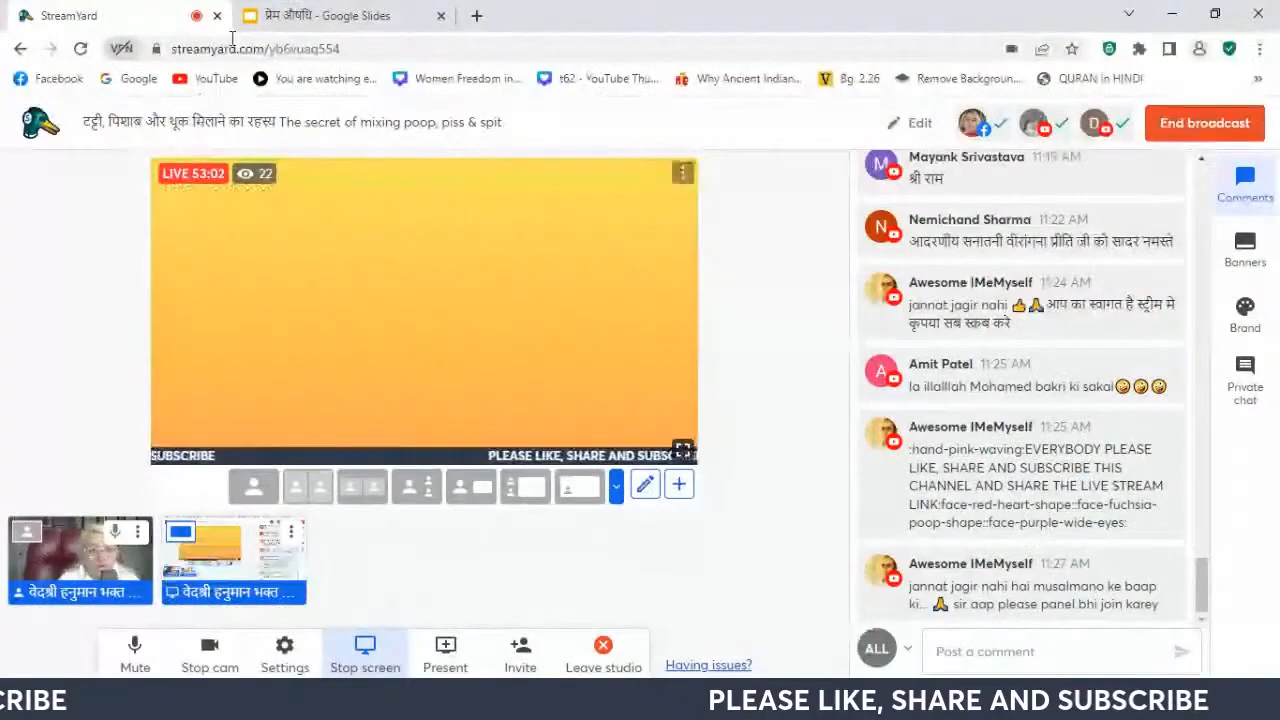 StreamYard
प्रेम औषधि - Google Slides
VPN
streamyard.com/yb6vuaq554
Facebook
Google
YouTube
You are watching e...
Women Freedom in...
t62 - YouTube Thu...
Why Ancient Indian...
Bg. 2.26
Remove Backgroun...
QURAN in HINDI
टट्टी, पिशाब और थूक मिलाने का रहस्य The secret of mixing poop, piss & spit
Edit
End broadcast
LIVE 53:02
22
SUBSCRIBE
PLEASE LIKE, SHARE AND SUBSC
वेदश्री हनुमान भक्त ...
वेदश्री हनुमान भक्त ...
Mute
Stop cam
Settings
Stop screen
Present
Invite
Leave studio
Having issues?
Mayank Srivastava 11:19 AM
श्री राम
Nemichand Sharma 11:22 AM
आदरणीय सनातनी वीरांगना प्रीति जी को सादर नमस्ते
Awesome IMeMyself 11:24 AM
jannat jagir nahi 👍🙏 आप का स्वागत है स्ट्रीम मे
कृपया सब स्क्रब करे
Amit Patel 11:25 AM
la illalllah Mohamed bakri ki sakal🤪🤪🤪
Awesome IMeMyself 11:25 AM
:hand-pink-waving:EVERYBODY PLEASE
LIKE, SHARE AND SUBSCRIBE THIS
CHANNEL AND SHARE THE LIVE STREAM
LINK:face-red-heart-shape::face-fuchsia-
poop-shape::face-purple-wide-eyes:
Awesome IMeMyself 11:27 AM
jannat jagir nahi hai musalmano ke baap
ki... 🙏 sir aap please panel bhi join karey
ALL
Post a comment
Comments
Banners
Brand
Private
chat
CRIBE
PLEASE LIKE, SHARE AND SUBSCRIBE